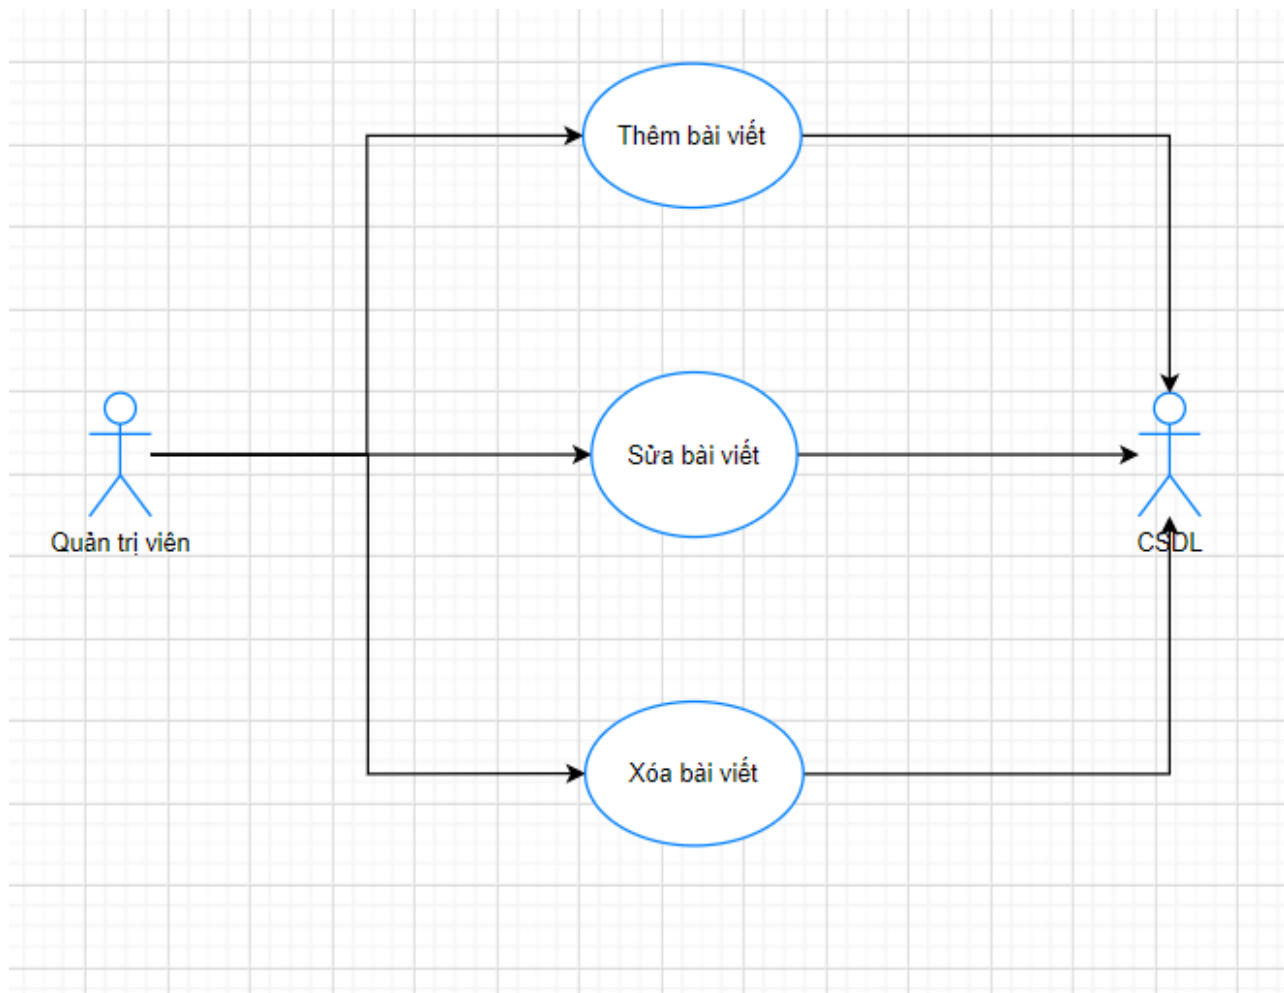 Thêm bài viết
Sửa bài viết
Quản trị viên
CSDL
Xóa bài viết